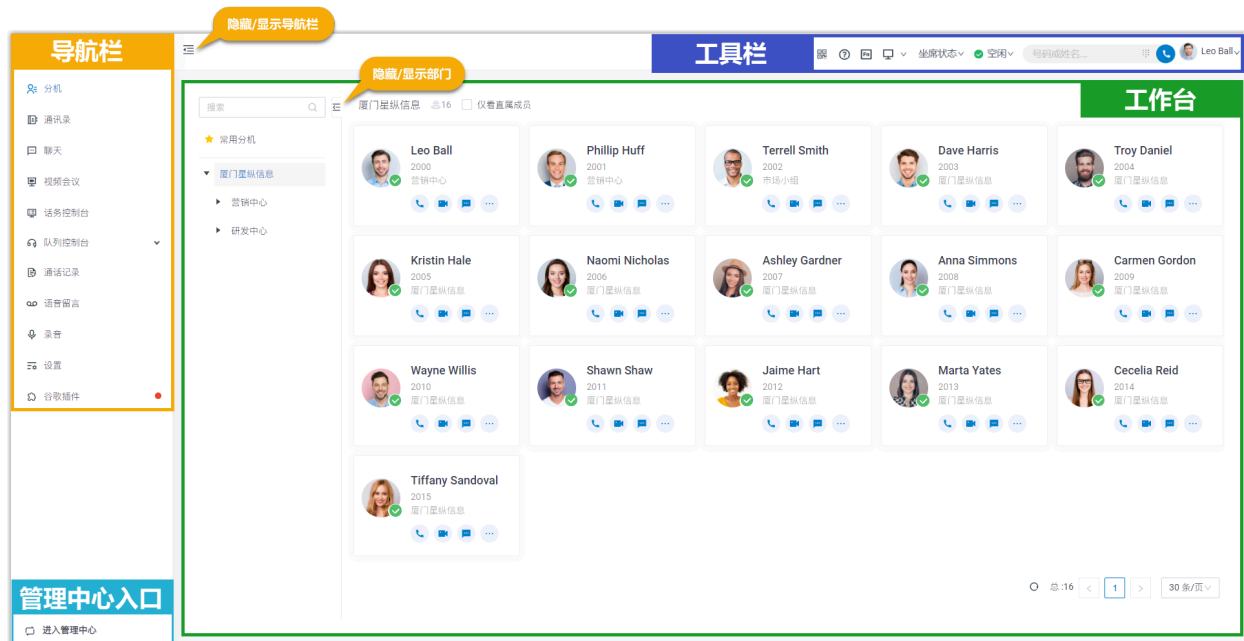 隐藏/显示导航栏
导航栏
工具栏
Fn
坐席状态
空闲
号码或姓名...
Leo Ball
隐藏/显示部门
工作台
分机
通讯录
聊天
视频会议
话务控制台
队列控制台
通话记录
语音留言
录音
设置
谷歌插件
管理中心入口
进入管理中心
搜索
常用分机
厦门星纵信息
营销中心
研发中心
厦门星纵信息 16 仅看直属成员
Leo Ball
2000
营销中心
Phillip Huff
2001
营销中心
Terrell Smith
2002
市场小组
Dave Harris
2003
厦门星纵信息
Troy Daniel
2004
厦门星纵信息
Kristin Hale
2005
厦门星纵信息
Naomi Nicholas
2006
厦门星纵信息
Ashley Gardner
2007
厦门星纵信息
Anna Simmons
2008
厦门星纵信息
Carmen Gordon
2009
厦门星纵信息
Wayne Willis
2010
厦门星纵信息
Shawn Shaw
2011
厦门星纵信息
Jaime Hart
2012
厦门星纵信息
Marta Yates
2013
厦门星纵信息
Cecelia Reid
2014
厦门星纵信息
Tiffany Sandoval
2015
厦门星纵信息
总:16 < 1 > 30 条/页